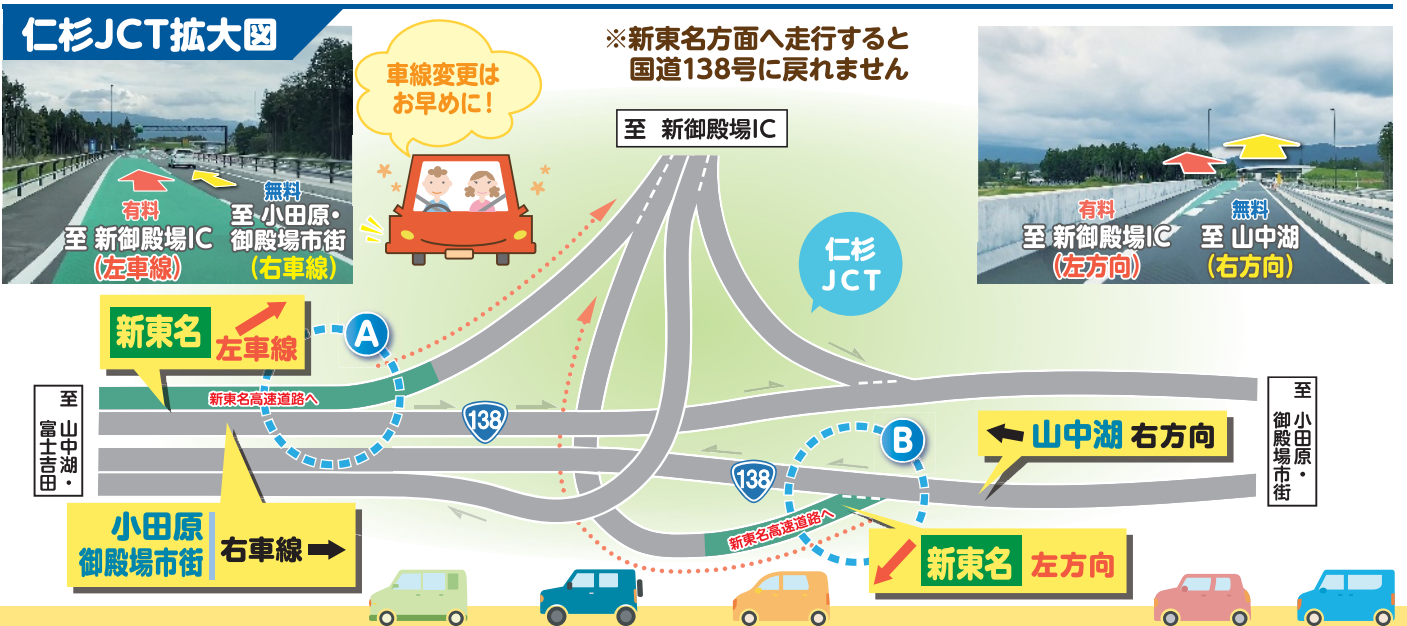 仁杉JCT拡大図
有料
至 新御殿場IC
(左車線)
無料
至 小田原・
御殿場市街
(右車線)
車線変更は
お早めに!
※新東名方面へ走行すると
国道138号に戻れません
至 新御殿場IC
仁杉
JCT
有料
至 新御殿場IC
(左方向)
無料
至 山中湖
(右方向)
新東名
左車線
A
新東名高速道路へ
138
至 山中湖・
富士吉田
小田原
御殿場市街
右車線
B
138
山中湖 右方向
至 小田原・
御殿場市街
新東名高速道路へ
新東名 左方向